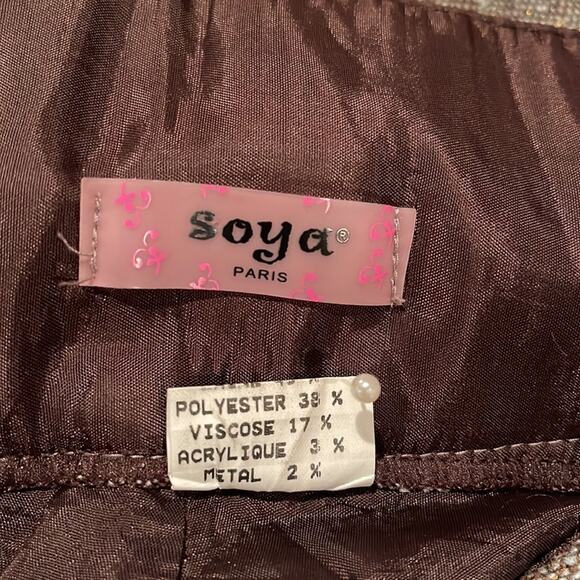 soya®
PARIS
POLYESTER 38 %
VISCOSE 17 %
ACRYLIQUE 3 %
METAL 2 %